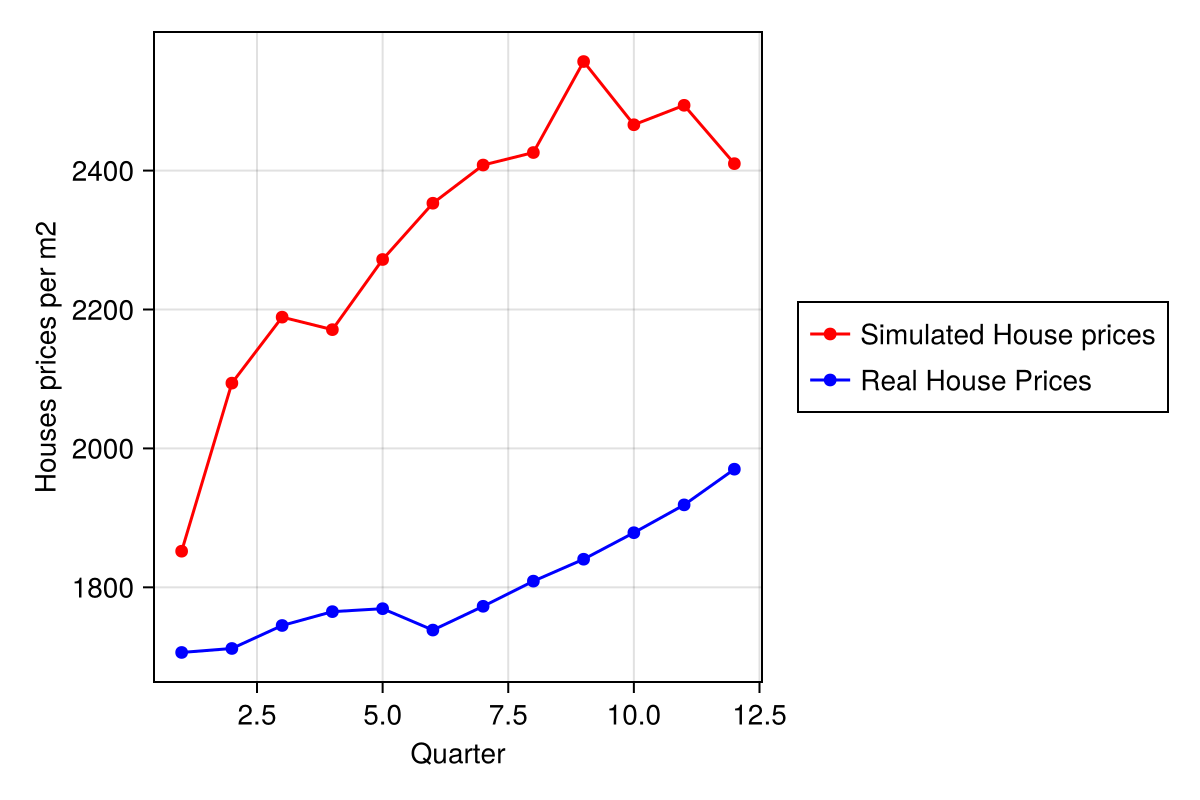 2400
2200
2000
1800
Houses prices per m2
2.5 5.0 7.5 10.0 12.5
Quarter
Simulated House prices
Real House Prices